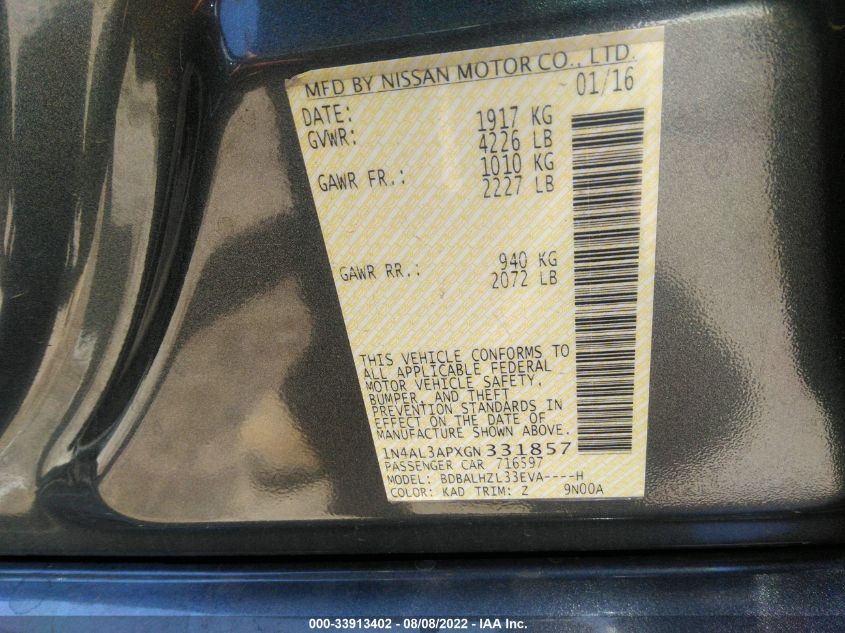 MFD BY NISSAN MOTOR CO., LTD.
DATE: 01/16
GVWR: 1917 KG
4226 LB
GAWR FR.: 1010 KG
2227 LB
GAWR RR.: 940 KG
2072 LB
THIS VEHICLE CONFORMS TO
ALL APPLICABLE FEDERAL
MOTOR VEHICLE SAFETY,
BUMPER, AND THEFT
PREVENTION STANDARDS IN
EFFECT ON THE DATE OF
MANUFACTURE SHOWN ABOVE.
1N4AL3APXGN331857
PASSENGER CAR 716597
MODEL: BDBALHZL33EVA----H
COLOR: KAD TRIM: Z 9N00A
000-33913402 - 08/08/2022 - IAA Inc.